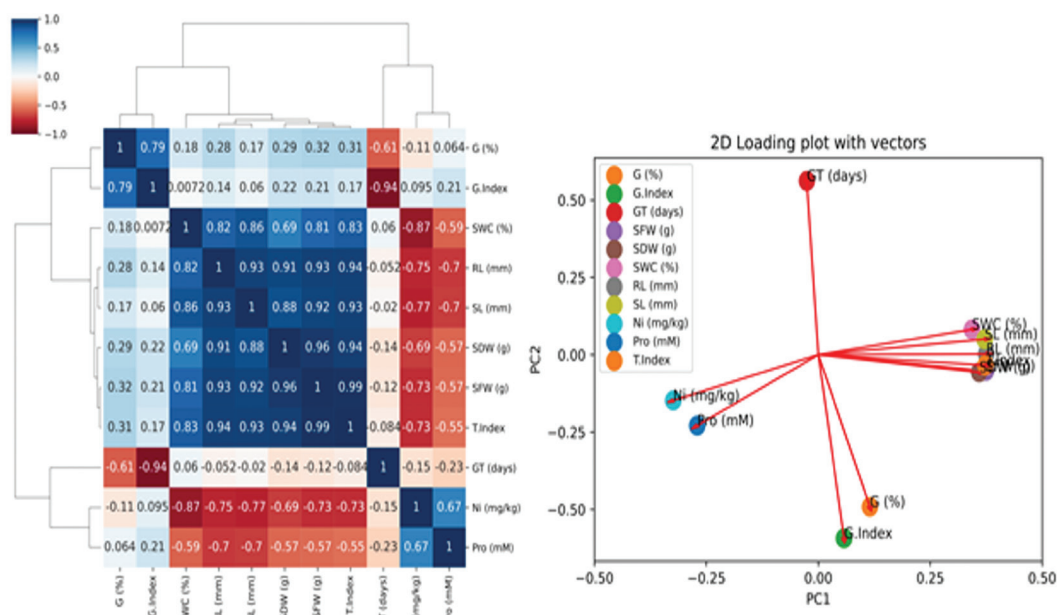 1.0
0.5
0.0
−0.5
−1.0
1 0.79 0.18 0.28 0.17 0.29 0.32 0.31 -0.61 -0.11 0.064 G (%)
0.79 1 0.0072 0.14 0.06 0.22 0.21 0.17 -0.94 0.095 0.21 G.Index
0.18 0.0072 1 0.82 0.86 0.69 0.81 0.83 0.06 -0.87 -0.59 SWC (%)
0.28 0.14 0.82 1 0.93 0.91 0.93 0.94 -0.052 -0.75 -0.7 RL (mm)
0.17 0.06 0.86 0.93 1 0.88 0.92 0.93 -0.02 -0.77 -0.7 SL (mm)
0.29 0.22 0.69 0.91 0.88 1 0.96 0.94 -0.14 -0.69 -0.57 SDW (g)
0.32 0.21 0.81 0.93 0.92 0.96 1 0.99 -0.12 -0.73 -0.57 SFW (g)
0.31 0.17 0.83 0.94 0.93 0.94 0.99 1 -0.084 -0.73 -0.55 T.Index
-0.61 -0.94 0.06 -0.052 -0.02 -0.14 -0.12 -0.084 1 -0.15 -0.23 GT (days)
-0.11 0.095 -0.87 -0.75 -0.77 -0.69 -0.73 -0.73 -0.15 1 0.67 Ni (mg/kg)
0.064 0.21 -0.59 -0.7 -0.7 -0.57 -0.57 -0.55 -0.23 0.67 1 Pro (mM)
G (%) G.Index WC (%) L (mm) L (mm) DW (g) FW (g) T.Index (days) mg/kg) ro (mM)
2D Loading plot with vectors
G (%)
G.Index
GT (days)
SFW (g)
SDW (g)
SWC (%)
RL (mm)
SL (mm)
Ni (mg/kg)
Pro (mM)
T.Index
GT (days)
SWC (%)
SL (mm)
RL (mm)
Ni (mg/kg)
Pro (mM)
G (%)
G.Index
0.50
0.25
0.00
−0.25
−0.50
PC2
−0.50 −0.25 0.00 0.25 0.50
PC1